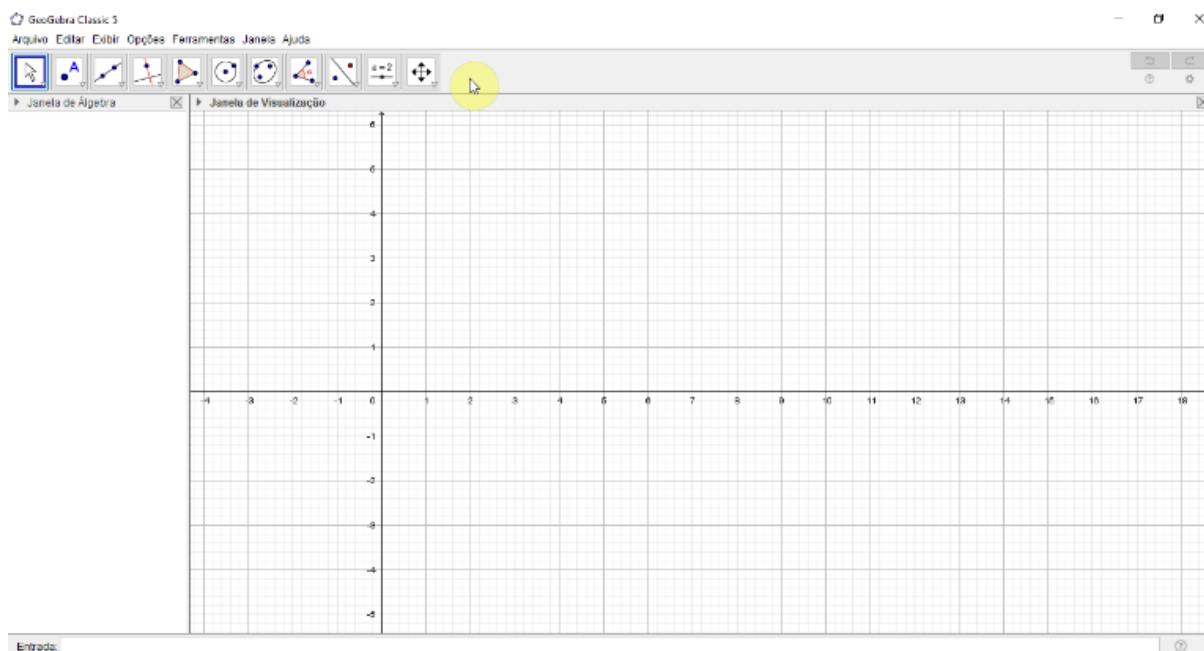 GeoGebra Classic 5
Arquivo Editar Exibir Opções Ferramentas Janela Ajuda
A
a=2
Janela de Álgebra
Janela de Visualização
6
5
4
3
2
1
-4 -3 -2 -1 0 1 2 3 4 5 6 7 8 9 10 11 12 13 14 15 16 17 18
-1
-2
-3
-4
-5
Entrada: